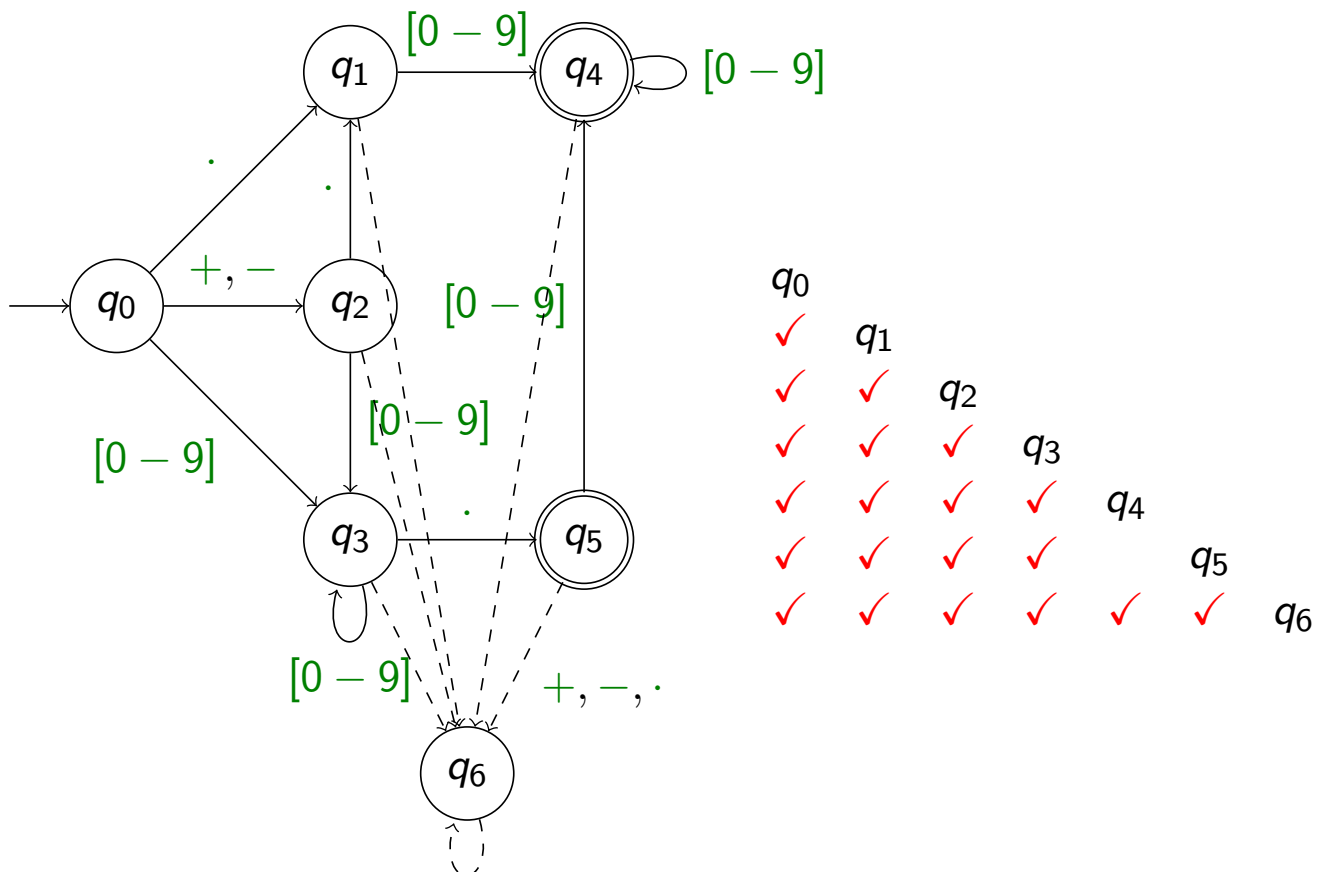 [0 − 9]
q1
q4
[0 − 9]
·
·
+, −
q0
q2
[0 − 9]
[0 − 9]
[0 − 9]
q3
·
q5
[0 − 9]
+, −, ·
q6
q0
✓ q1
✓ ✓ q2
✓ ✓ ✓ q3
✓ ✓ ✓ ✓ q4
✓ ✓ ✓ ✓ q5
✓ ✓ ✓ ✓ ✓ ✓ q6